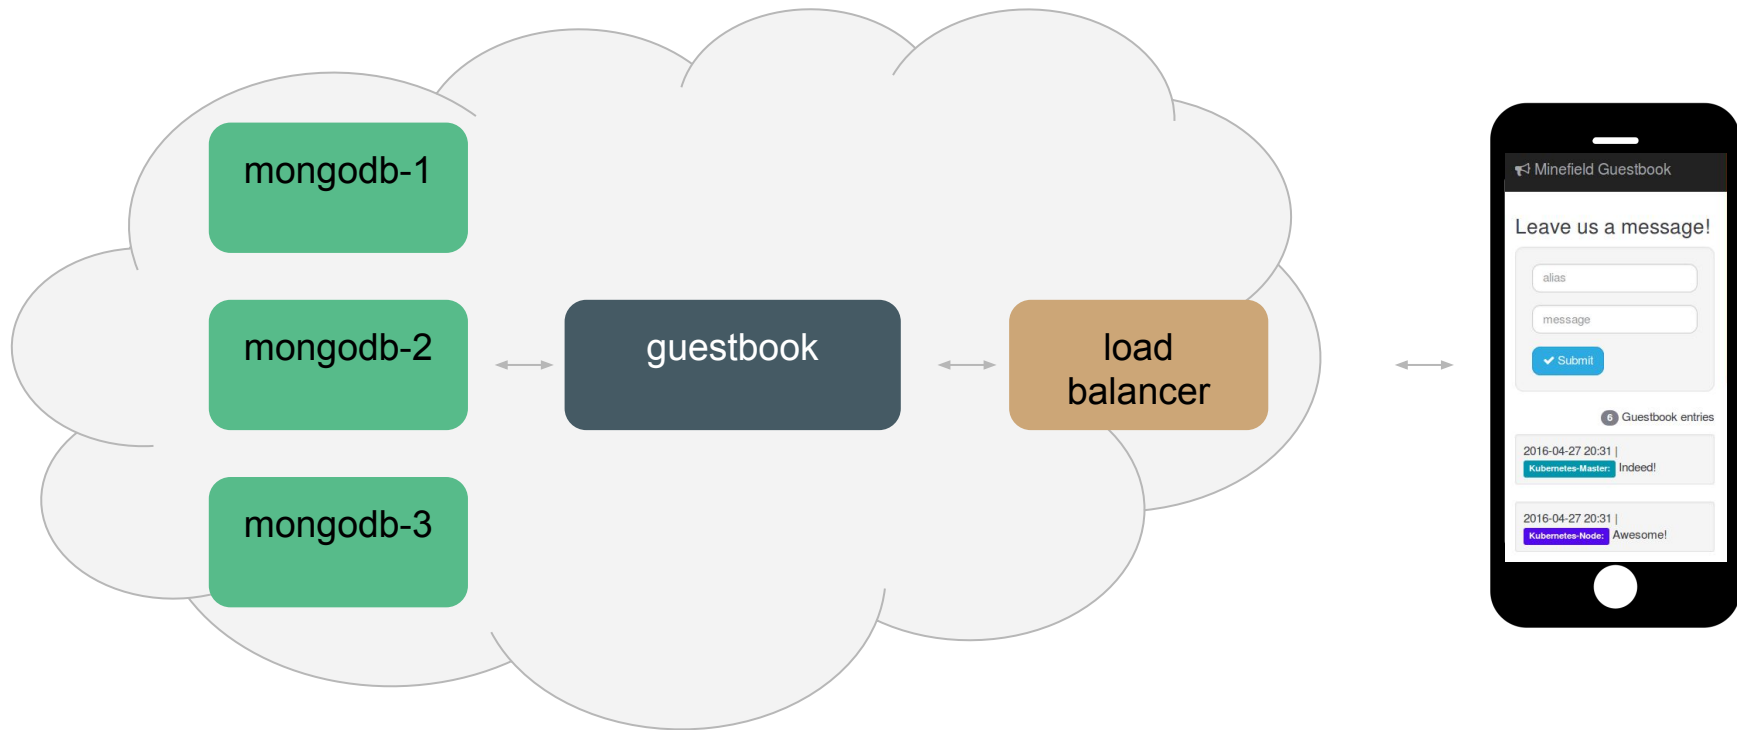 mongodb-1
mongodb-2
mongodb-3
guestbook
load
balancer
Minefield Guestbook
Leave us a message!
alias
message
Submit
6 Guestbook entries
2016-04-27 20:31 |
Kubernetes-Master: Indeed!
2016-04-27 20:31 |
Kubernetes-Node: Awesome!